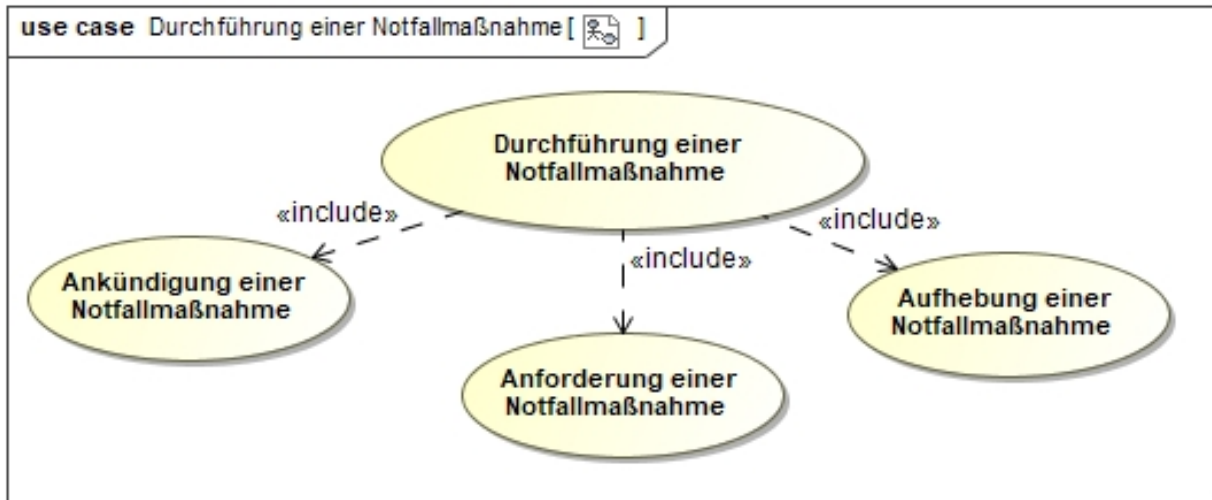 use case Durchführung einer Notfallmaßnahme [ ]
Durchführung einer
Notfallmaßnahme
«include»
«include»
«include»
Ankündigung einer
Notfallmaßnahme
Aufhebung einer
Notfallmaßnahme
Anforderung einer
Notfallmaßnahme